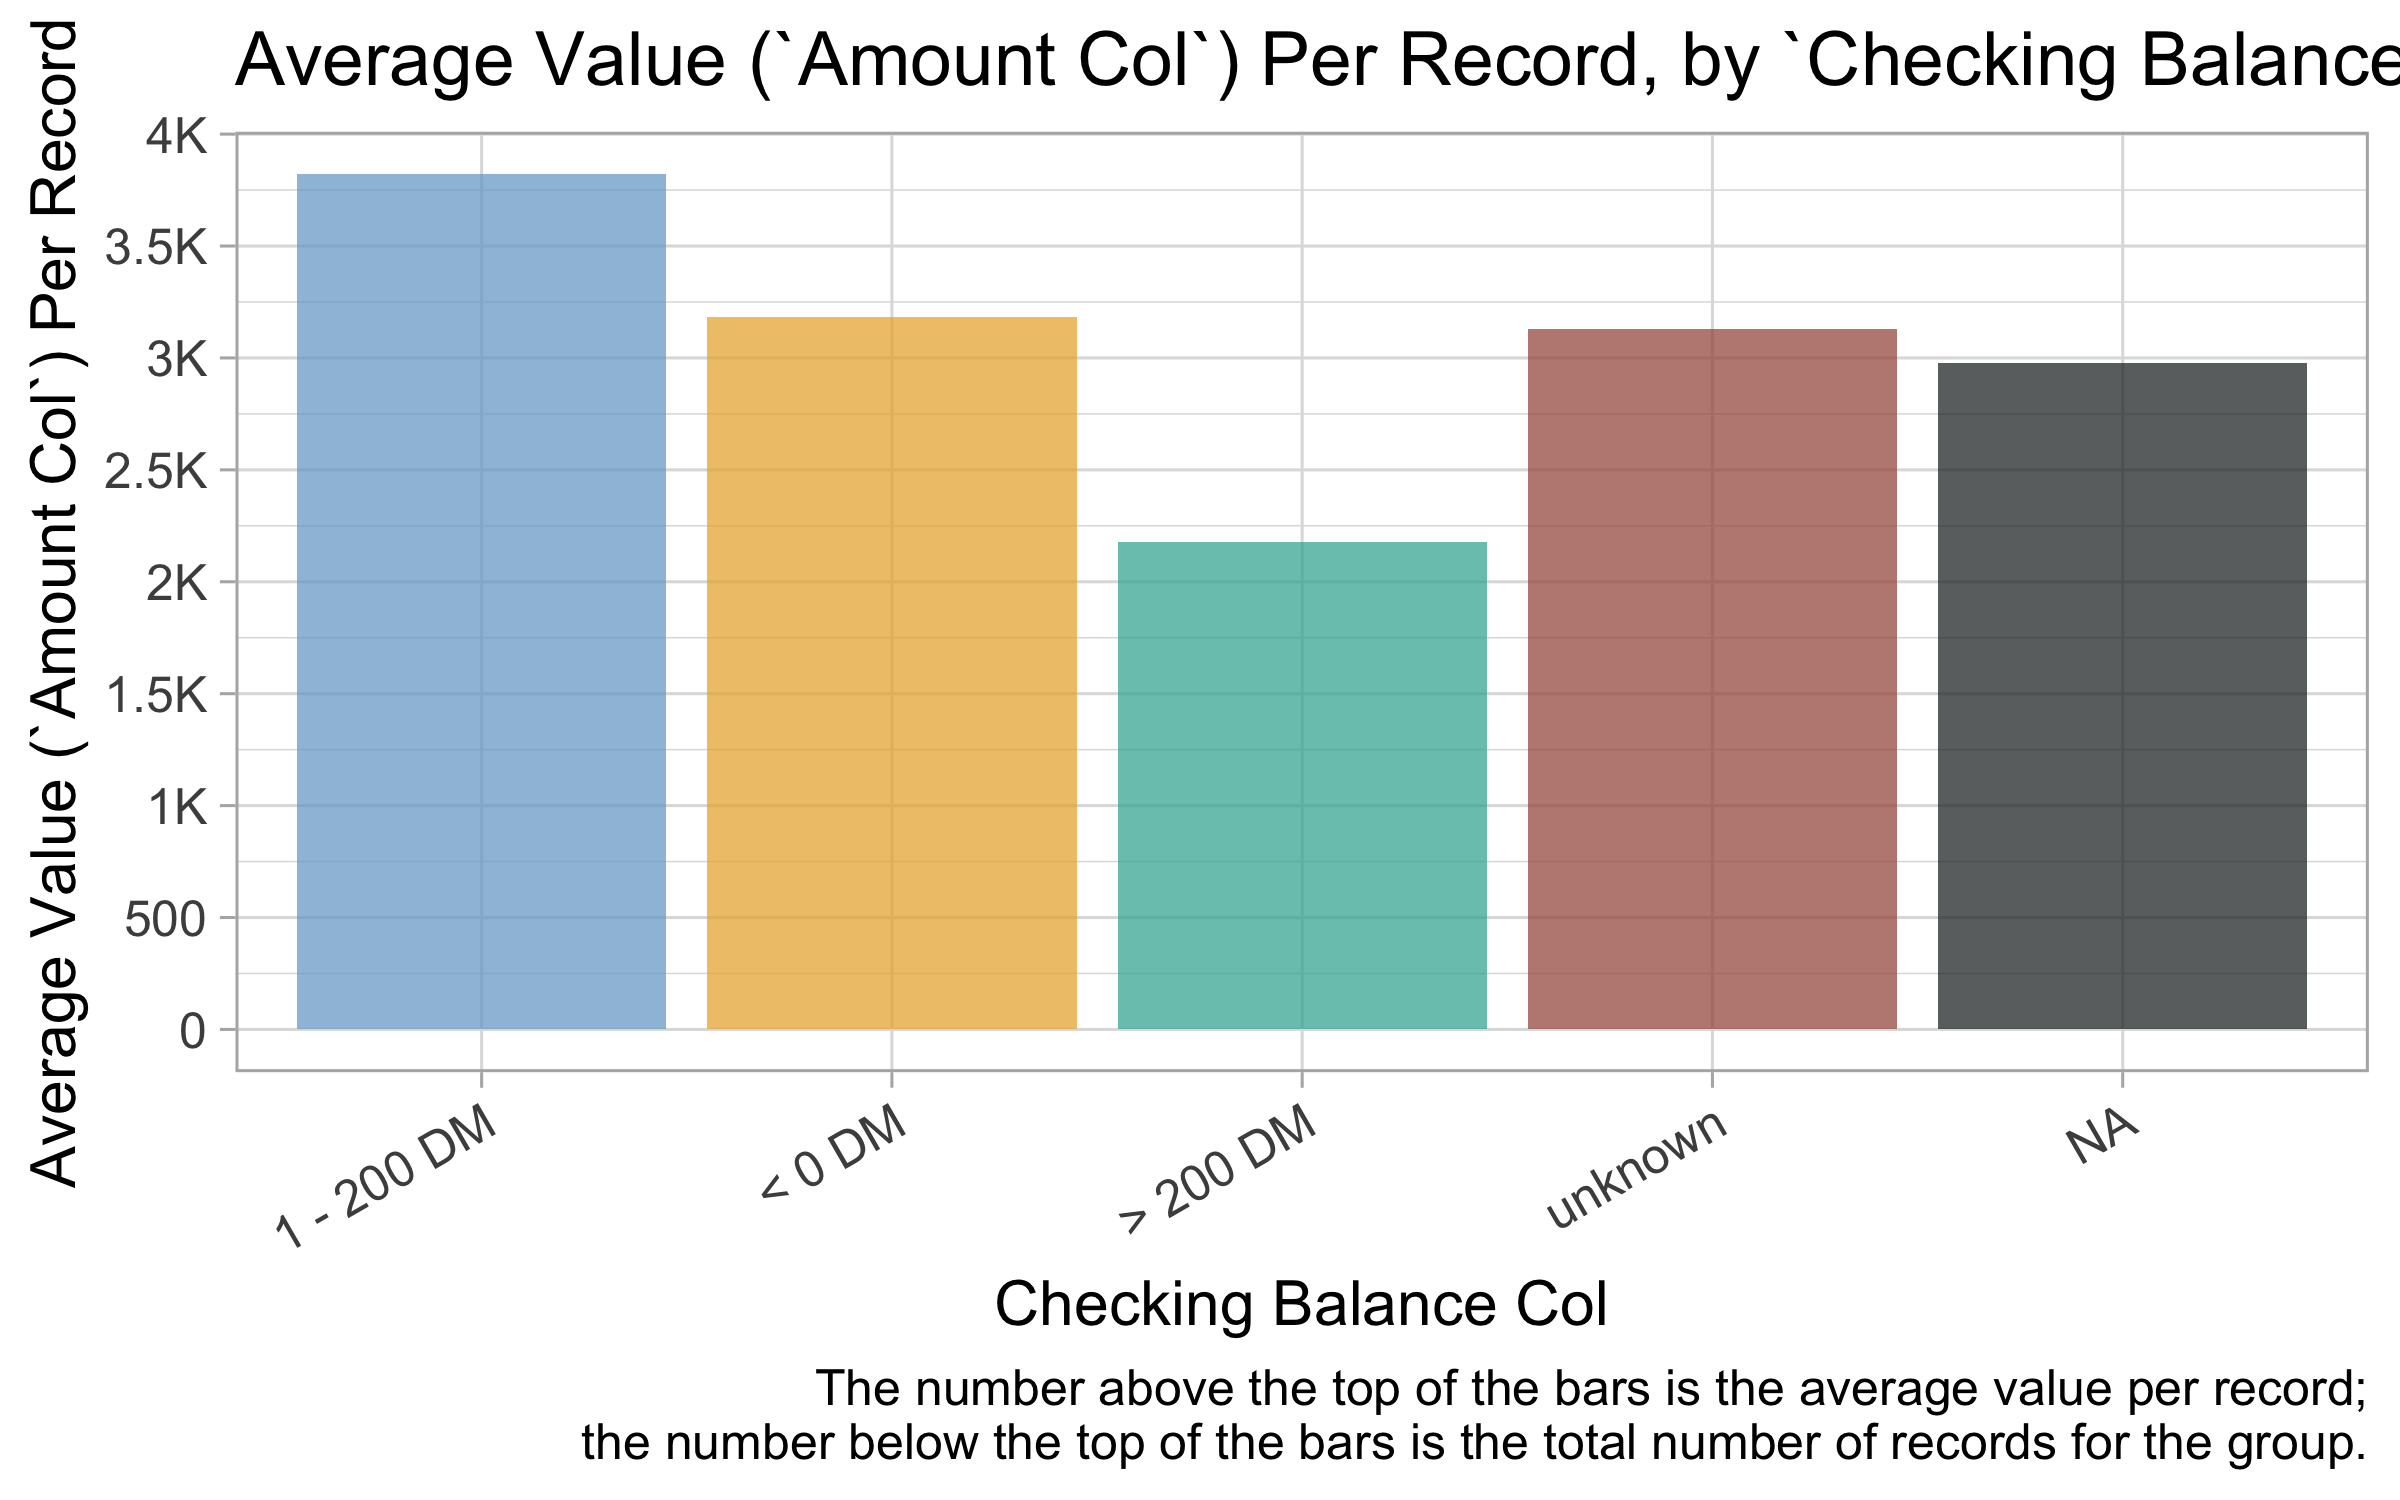 Average Value (`Amount Col`) Per Record, by `Checking Balance
Average Value (`Amount Col`) Per Record
4K
3.5K
3K
2.5K
2K
1.5K
1K
500
0
1 - 200 DM
< 0 DM
> 200 DM
unknown
NA
Checking Balance Col
The number above the top of the bars is the average value per record;
the number below the top of the bars is the total number of records for the group.